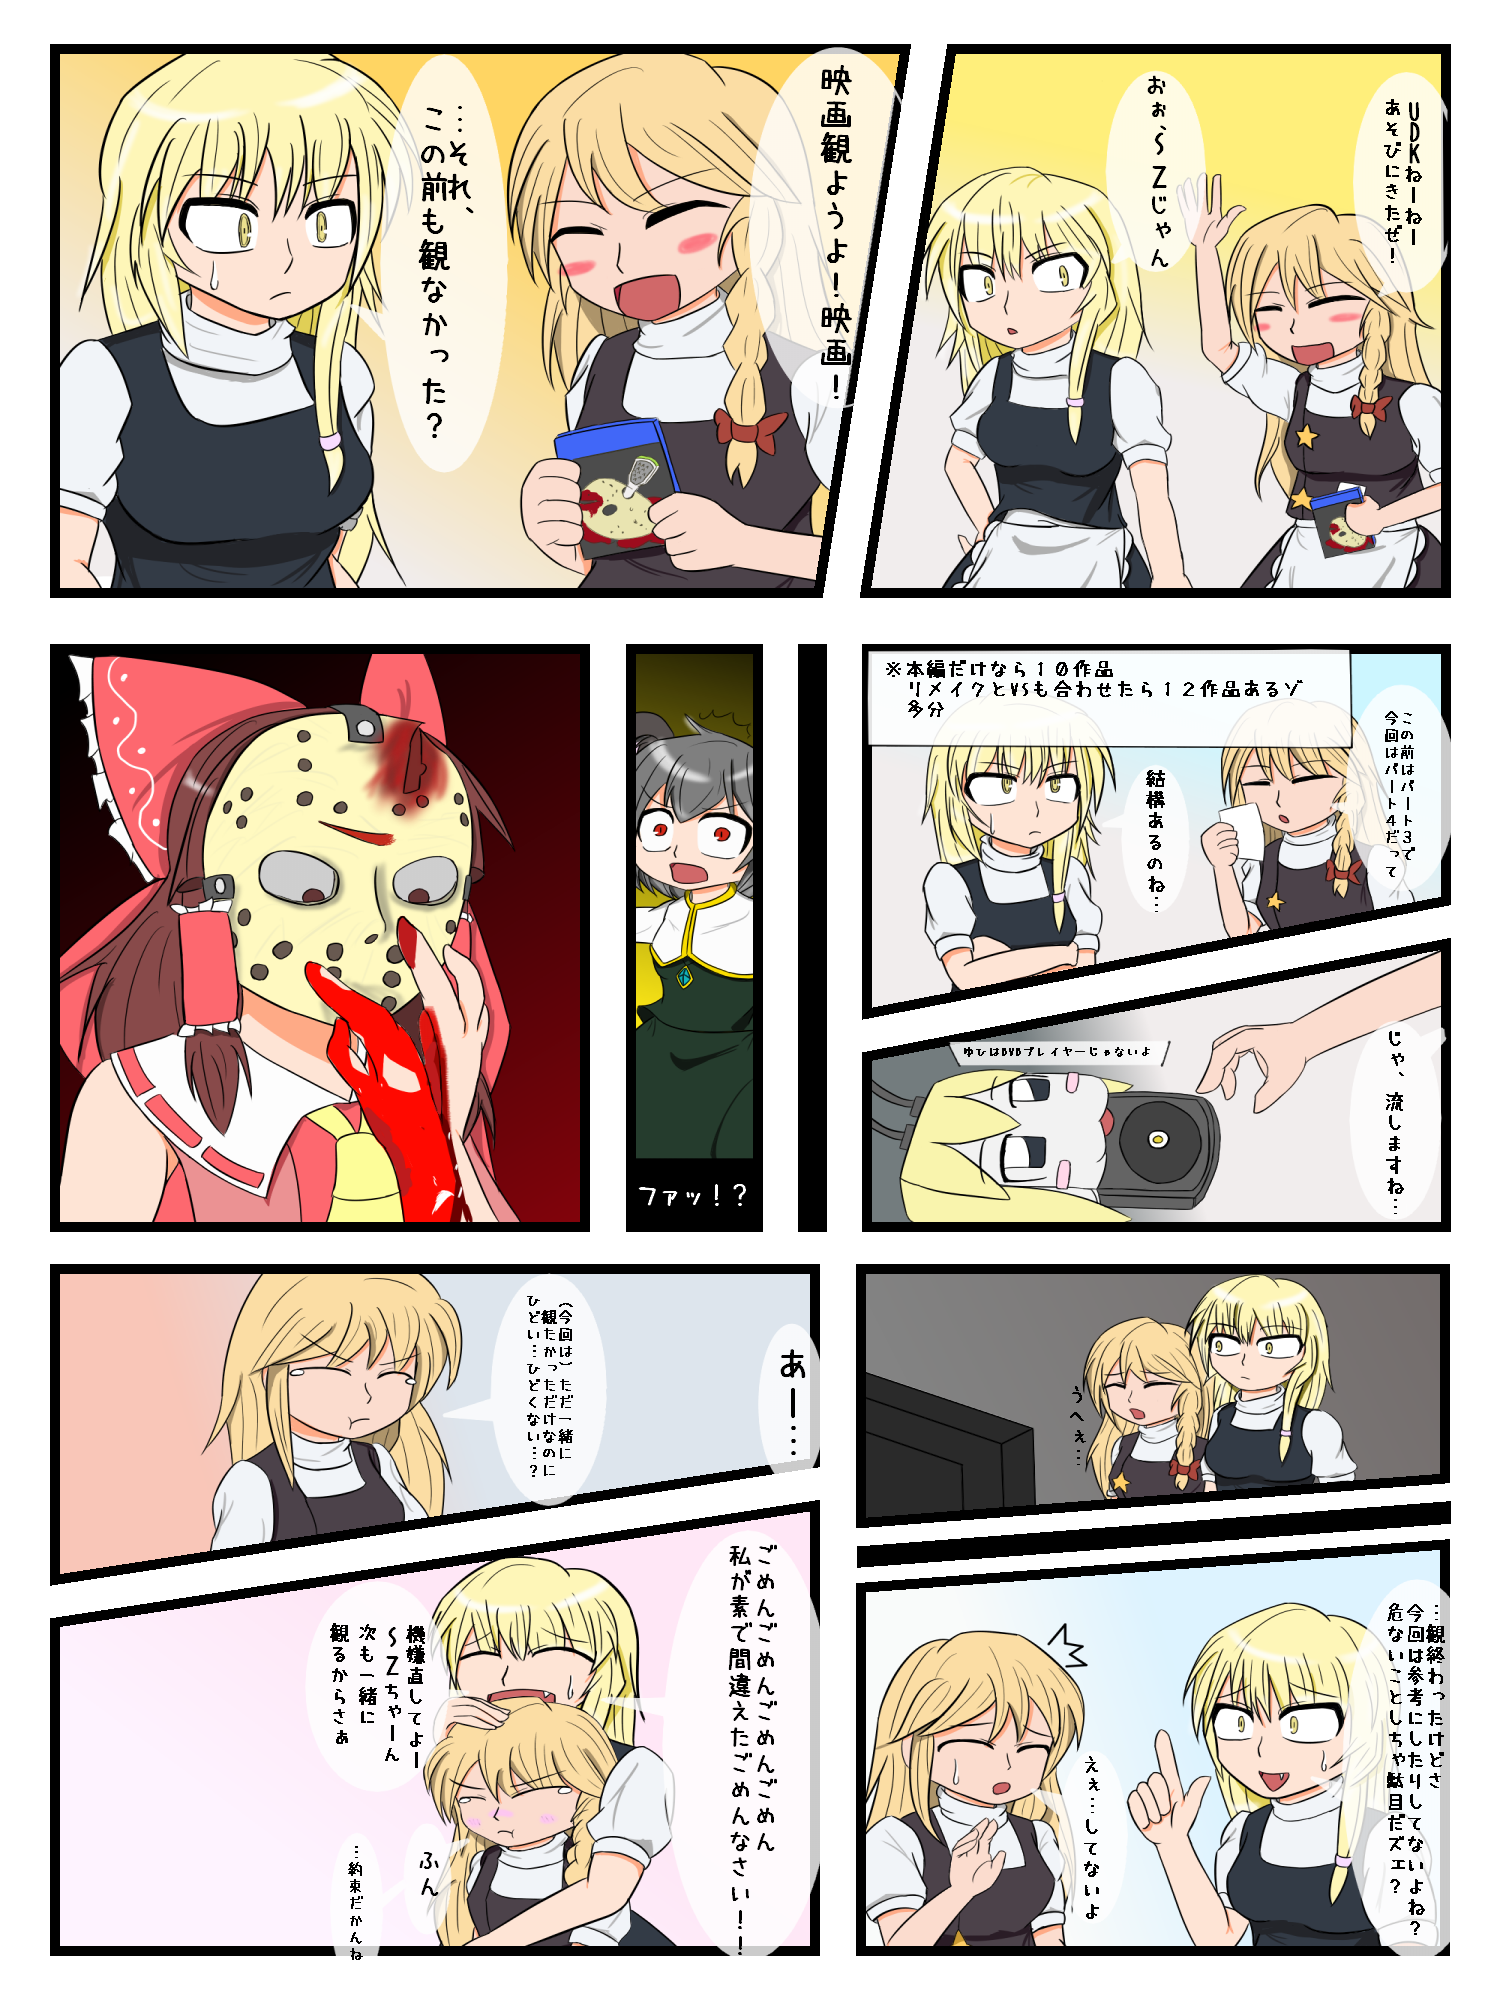 UDKねーねー
あそびにきたぜ！
おぉ、～Zじゃん
映画観ようよ！映画！
…それ、
この前も観なかった？
この前はパート３で
今回はパート４だって
※本編だけなら１０作品
リメイクとVSも合わせたら１２作品あるゾ
多分
結構あるのね…
じゃ、流しますね…
ゆひはDVDプレイヤーじゃないよ
ファッ！？
うへぇ…
…観終わったけどさ
今回は参考にしたりしてないよね？
危ないことしちゃ駄目だズェ？
えぇ…してないよ
あー…
（今回は）ただ一緒に
観たかっただけなのに
ひどい…ひどくない…？
ごめんごめんごめんごめん
私が素で間違えたごめんなさい！！
機嫌直してよー
～Zちゃーん
次も一緒に
観るからさぁ
ふん
…約束だかんね